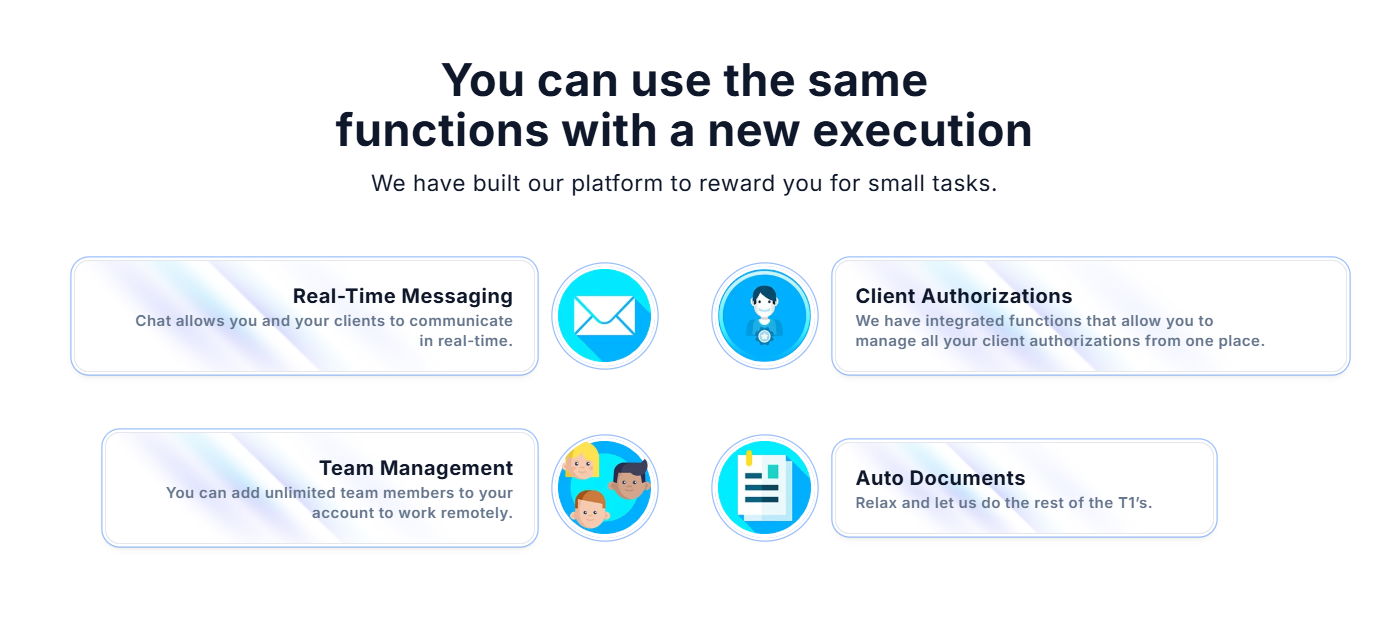 You can use the same
functions with a new execution
We have built our platform to reward you for small tasks.
Real-Time Messaging
Chat allows you and your clients to communicate
in real-time.
Client Authorizations
We have integrated functions that allow you to
manage all your client authorizations from one place.
Team Management
You can add unlimited team members to your
account to work remotely.
Auto Documents
Relax and let us do the rest of the T1’s.